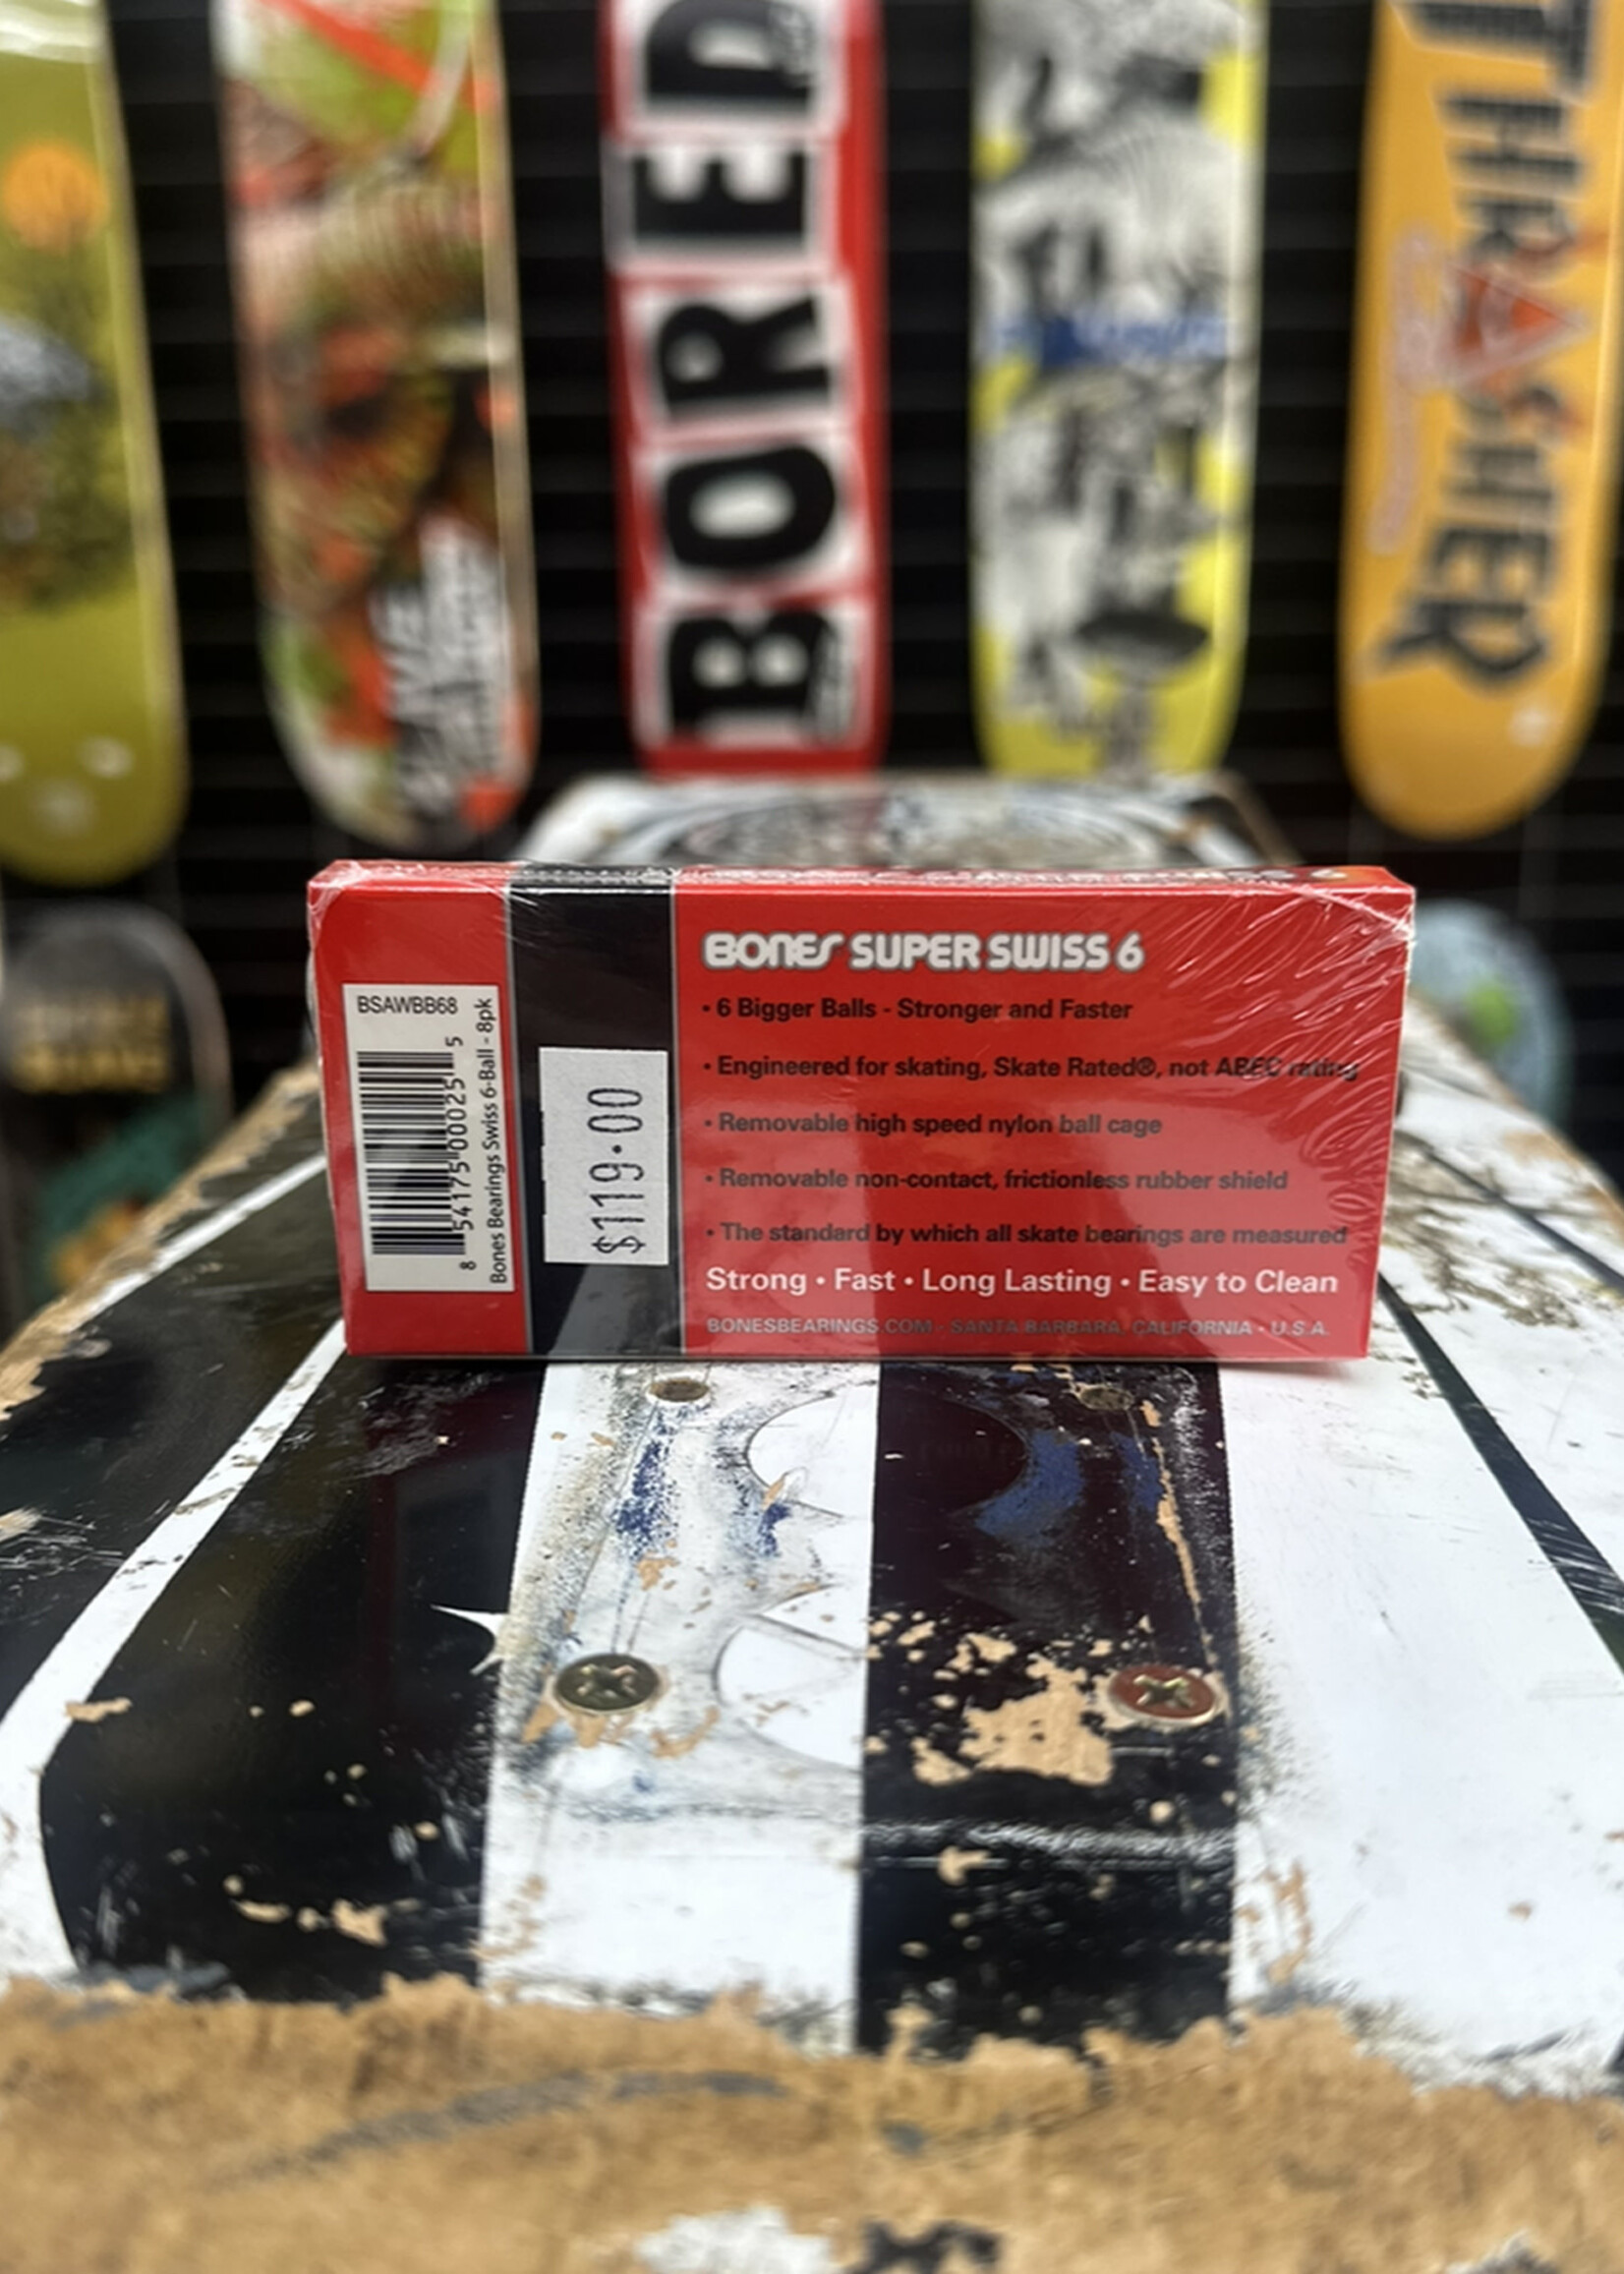 BORED
THRASHER
BONES SUPER SWISS 6
• 6 Bigger Balls - Stronger and Faster
• Engineered for skating, Skate Rated®, not ABEC rating
• Removable high speed nylon ball cage
• Removable non-contact, frictionless rubber shield
• The standard by which all skate bearings are measured
Strong • Fast • Long Lasting • Easy to Clean
BONESBEARINGS.COM • SANTA BARBARA, CALIFORNIA • U.S.A.
BSAWBB68
8 54175 00025 5
Bones Bearings Swiss 6-Ball - 8pk
$119.00